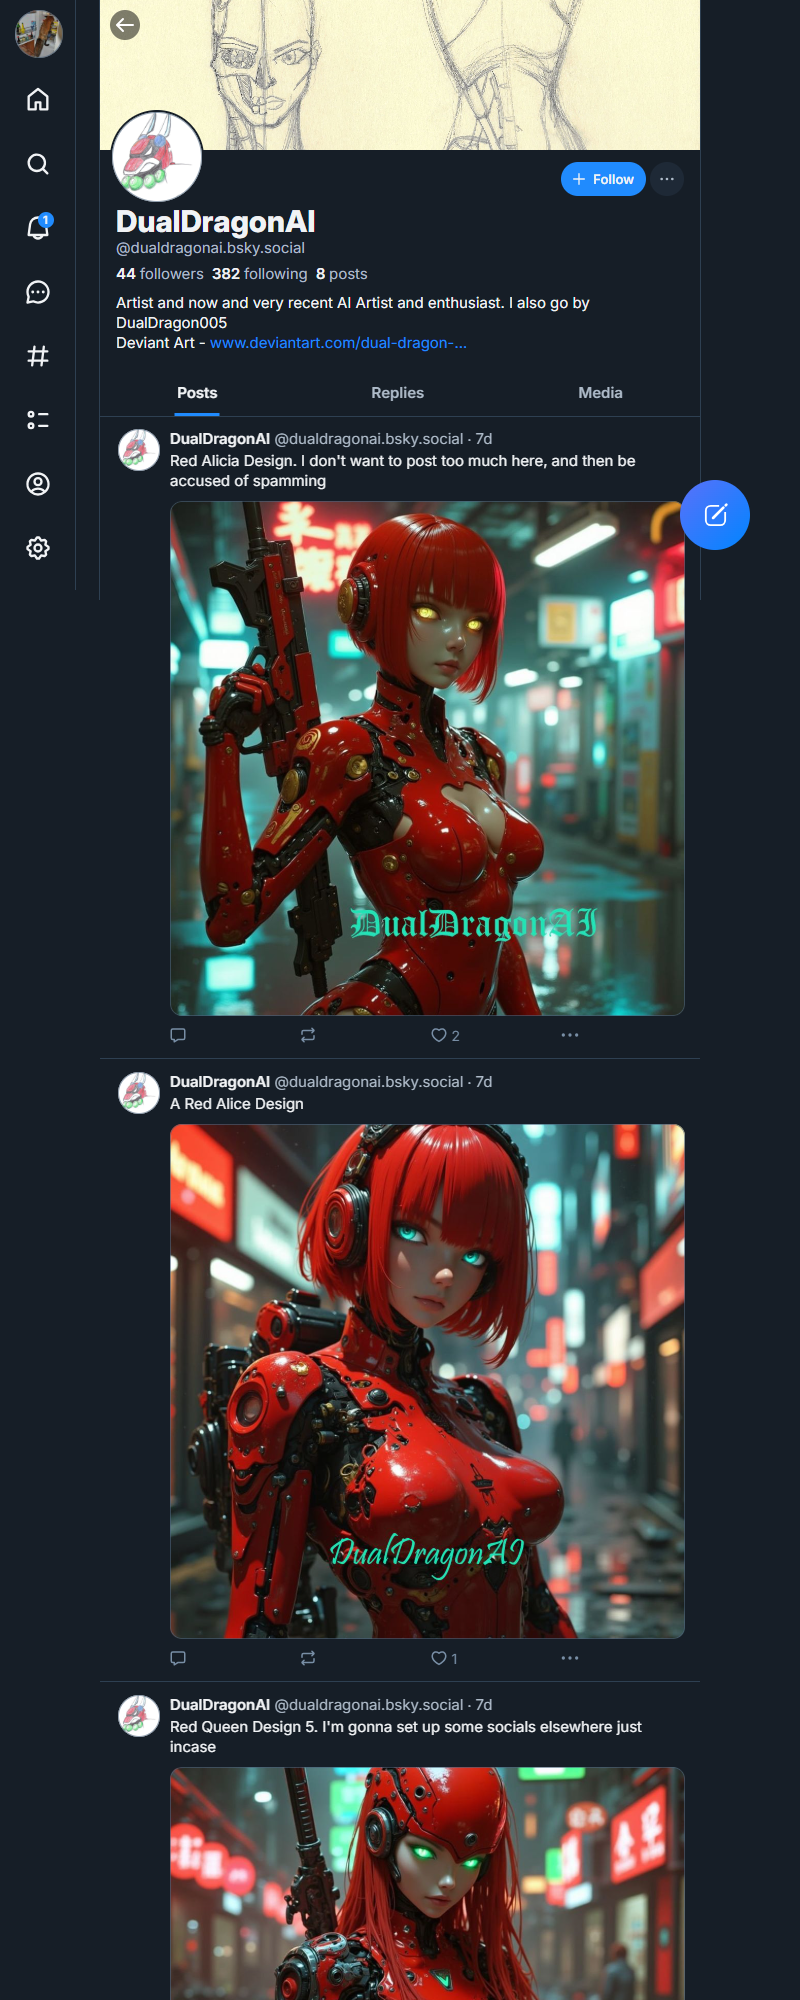 DualDragonAI
@dualdragonai.bsky.social
+ Follow
44 followers 382 following 8 posts
Artist and now and very recent AI Artist and enthusiast. I also go by
DualDragon005
Deviant Art - www.deviantart.com/dual-dragon-...
1
Posts Replies Media
DualDragonAI @dualdragonai.bsky.social · 7d
Red Alicia Design. I don't want to post too much here, and then be
accused of spamming
DualDragonAI
2
DualDragonAI @dualdragonai.bsky.social · 7d
A Red Alice Design
DualDragonAI
1
DualDragonAI @dualdragonai.bsky.social · 7d
Red Queen Design 5. I'm gonna set up some socials elsewhere just
incase